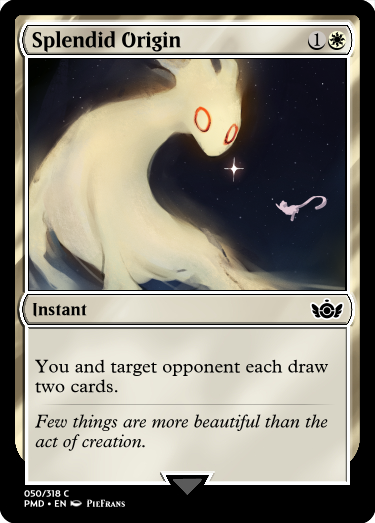 Splendid Origin 1
Instant
You and target opponent each draw
two cards.
Few things are more beautiful than the
act of creation.
050/318 C
PMD • EN PieFrans